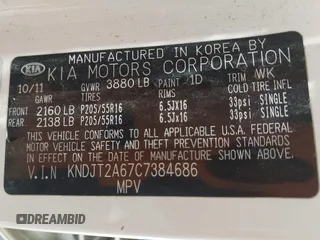 MANUFACTURED IN KOREA BY
KIA KIA MOTORS CORPORATION
10/11 GVWR 3880 LB PAINT 1D TRIM WK
GAWR TIRES RIMS COLD TIRE INFL
FRONT 2160 LB P205/55R16 6.5JX16 33psi SINGLE
REAR 2138 LB P205/55R16 6.5Jx16 33psi SINGLE
THIS VEHICLE CONFORMS TO ALL APPLICABLE U.S. FEDERAL
MOTOR VEHICLE SAFETY STANDARDS
AND THEFT PREVENTION STANDARDS IN EFFECT ON THE
DATE OF MANUFACTURE SHOWN ABOVE.
V.I.N KNDJT2A67C7384686
MPV
DREAMBID